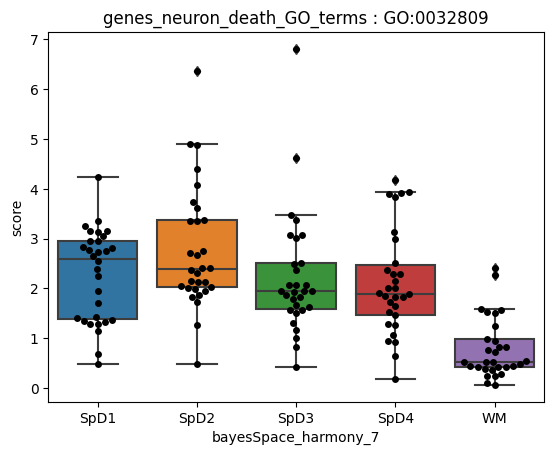 genes_neuron_death_GO_terms : GO:0032809
7
6
5
4
3
2
1
0
score
SpD1 SpD2 SpD3 SpD4 WM
bayesSpace_harmony_7